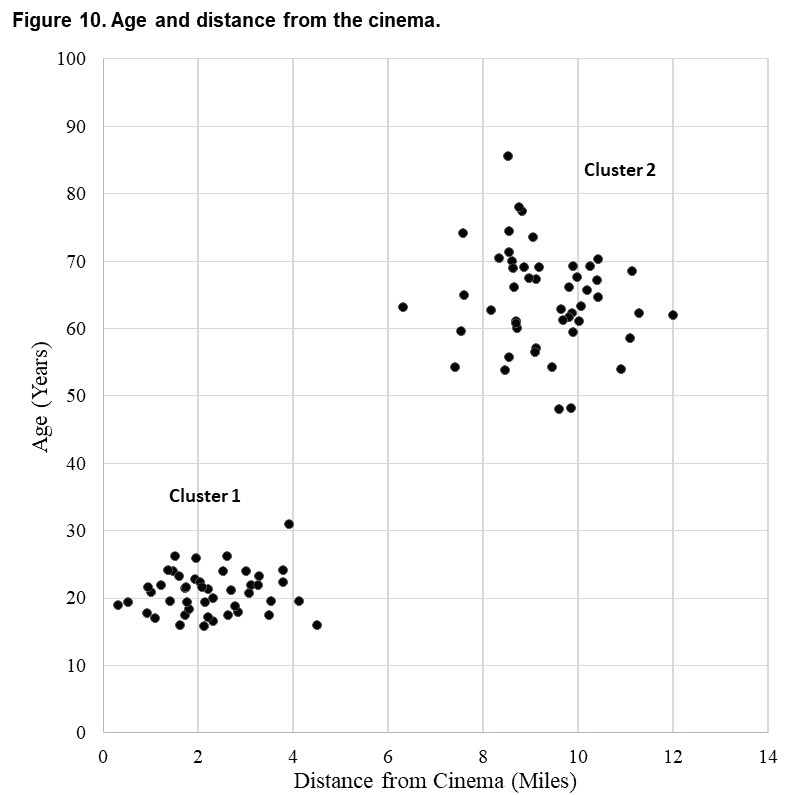 Figure 10. Age and distance from the cinema.
100
90
Cluster 2
80
70
60
50
40
Cluster 1
30
20
10
0
Age (Years)
0 2 4 6 8 10 12 14
Distance from Cinema (Miles)